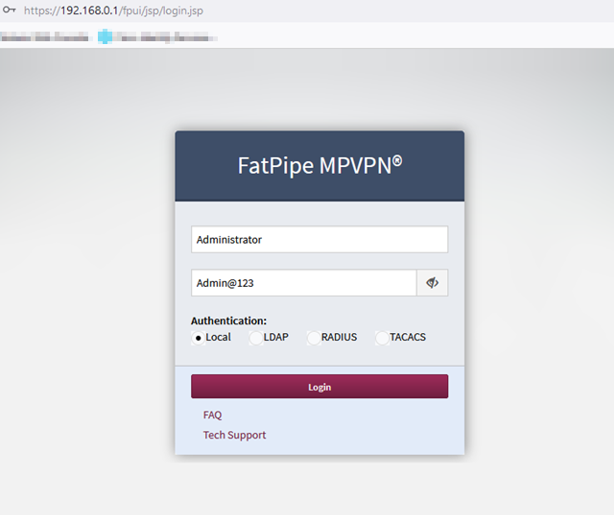 https://192.168.0.1/fpui/jsp/login.jsp
FatPipe MPVPN®
Administrator
Admin@123
Authentication:
Local LDAP RADIUS TACACS
Login
FAQ
Tech Support